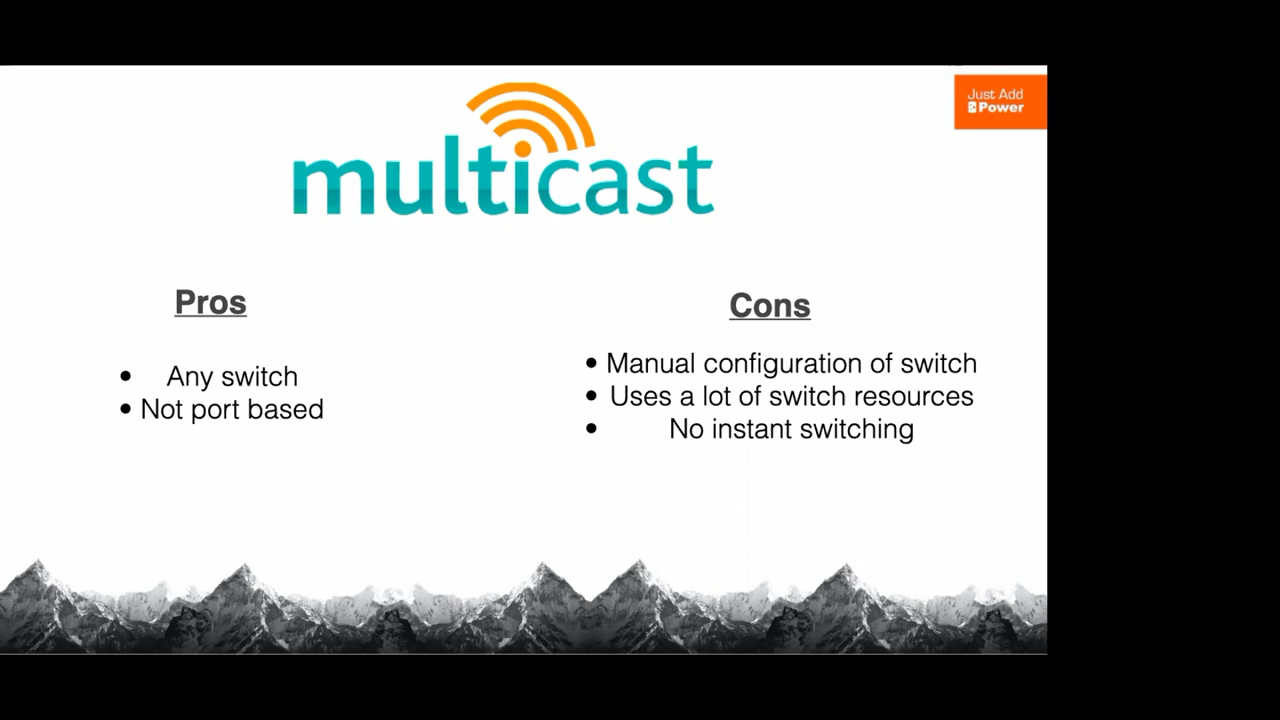 multicast
Just Add
Power
Pros
• Any switch
• Not port based
Cons
• Manual configuration of switch
• Uses a lot of switch resources
• No instant switching